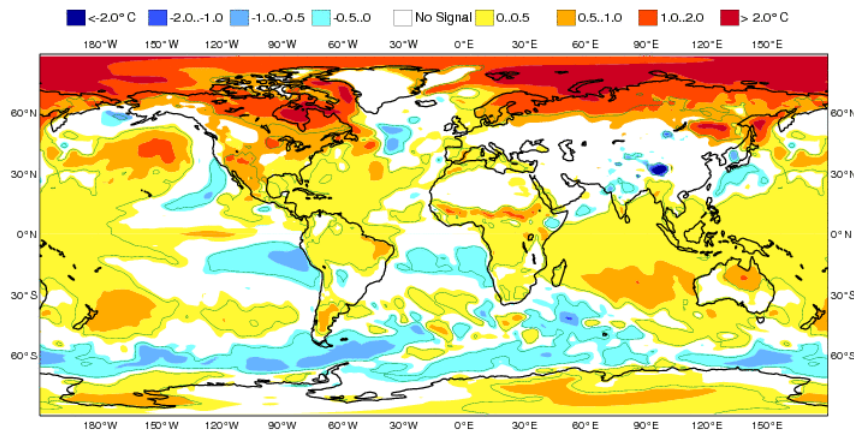 <-2.0° C -2.0..-1.0 -1.0..-0.5 -0.5..0 No Signal 0..0.5 0.5..1.0 1.0..2.0 > 2.0° C
180°W 150°W 120°W 90°W 60°W 30°W 0°E 30°E 60°E 90°E 120°E 150°E
60°N 60°N
30°N 30°N
0°N 0°N
30°S 30°S
60°S 60°S
180°W 150°W 120°W 90°W 60°W 30°W 0°E 30°E 60°E 90°E 120°E 150°E